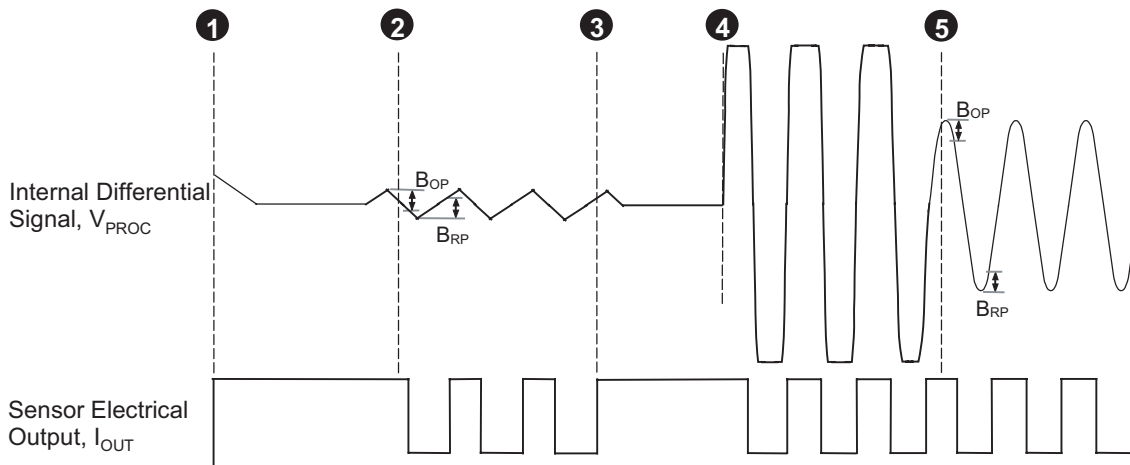 1 2 3 4 5
Internal Differential
Signal, VPROC
BOP
BRP
BOP
BRP
Sensor Electrical
Output, IOUT